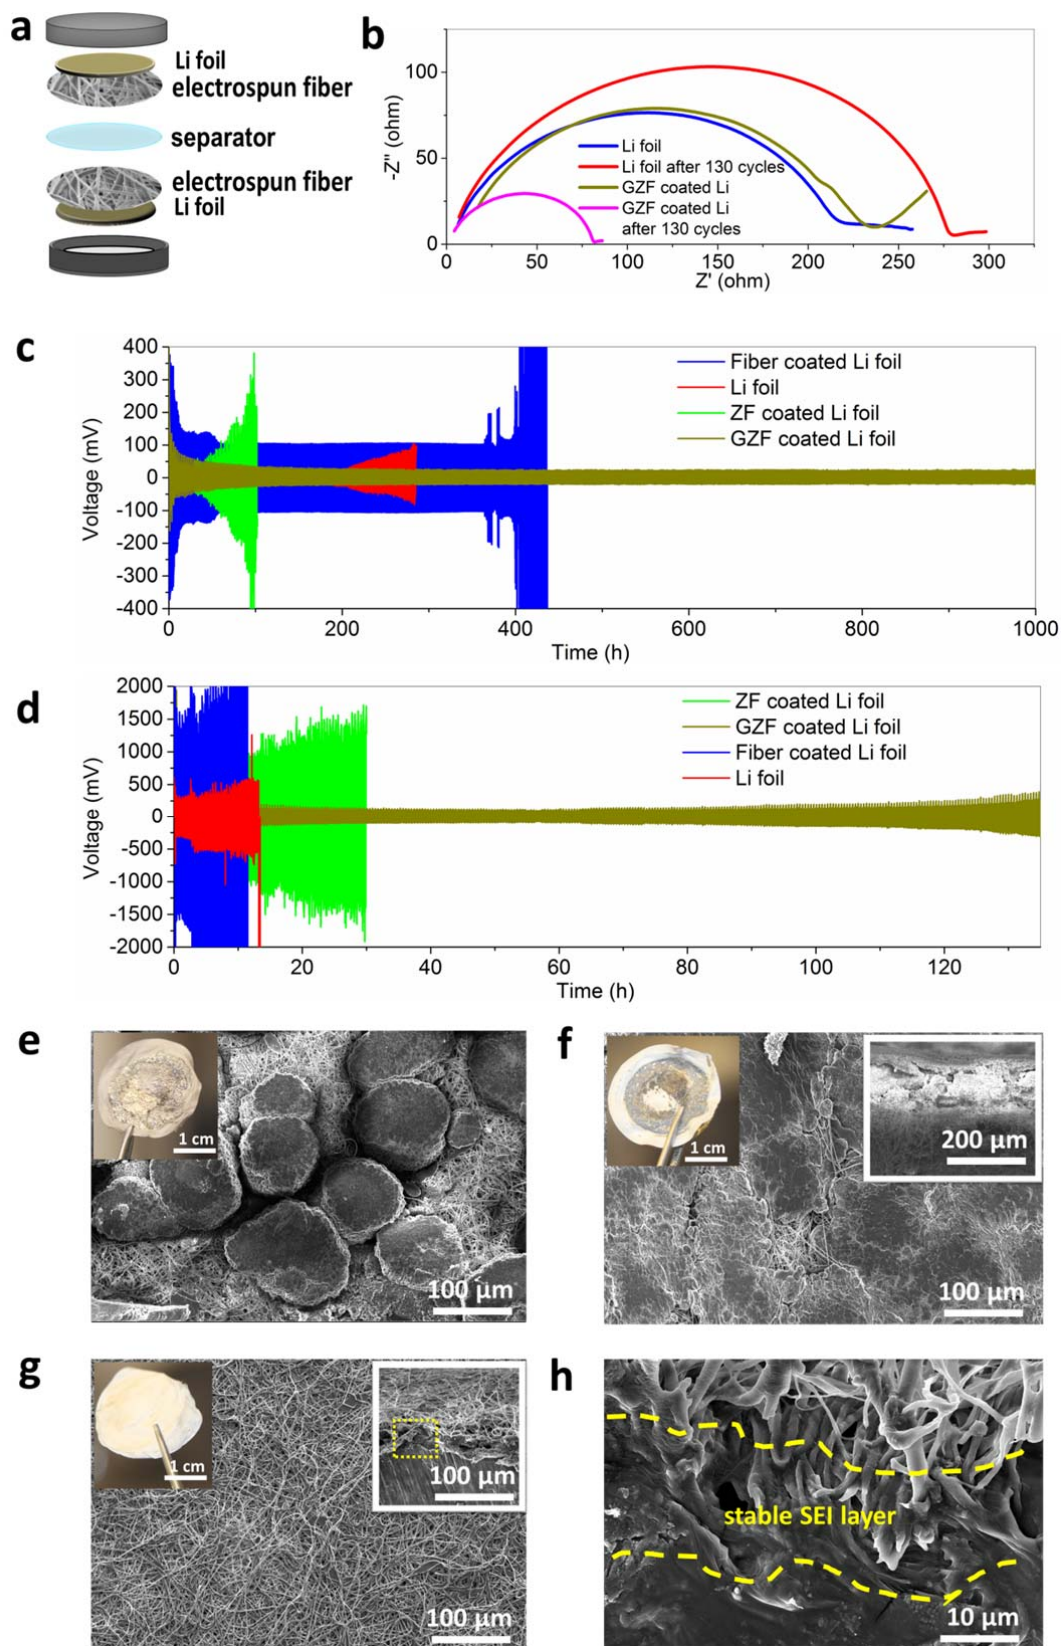 a
Li foil
electrospun fiber
separator
electrospun fiber
Li foil
b
-Z" (ohm)
100
50
0
Li foil
Li foil after 130 cycles
GZF coated Li
GZF coated Li
after 130 cycles
0 50 100 150 200 250 300
Z' (ohm)
c
Voltage (mV)
400
300
200
100
0
-100
-200
-300
-400
Fiber coated Li foil
Li foil
ZF coated Li foil
GZF coated Li foil
0 200 400 600 800 1000
Time (h)
d
Voltage (mV)
2000
1500
1000
500
0
-500
-1000
-1500
-2000
ZF coated Li foil
GZF coated Li foil
Fiber coated Li foil
Li foil
0 20 40 60 80 100 120
Time (h)
e
1 cm
100 μm
f
1 cm
200 μm
100 μm
g
1 cm
100 μm
100 μm
h
stable SEI layer
10 μm